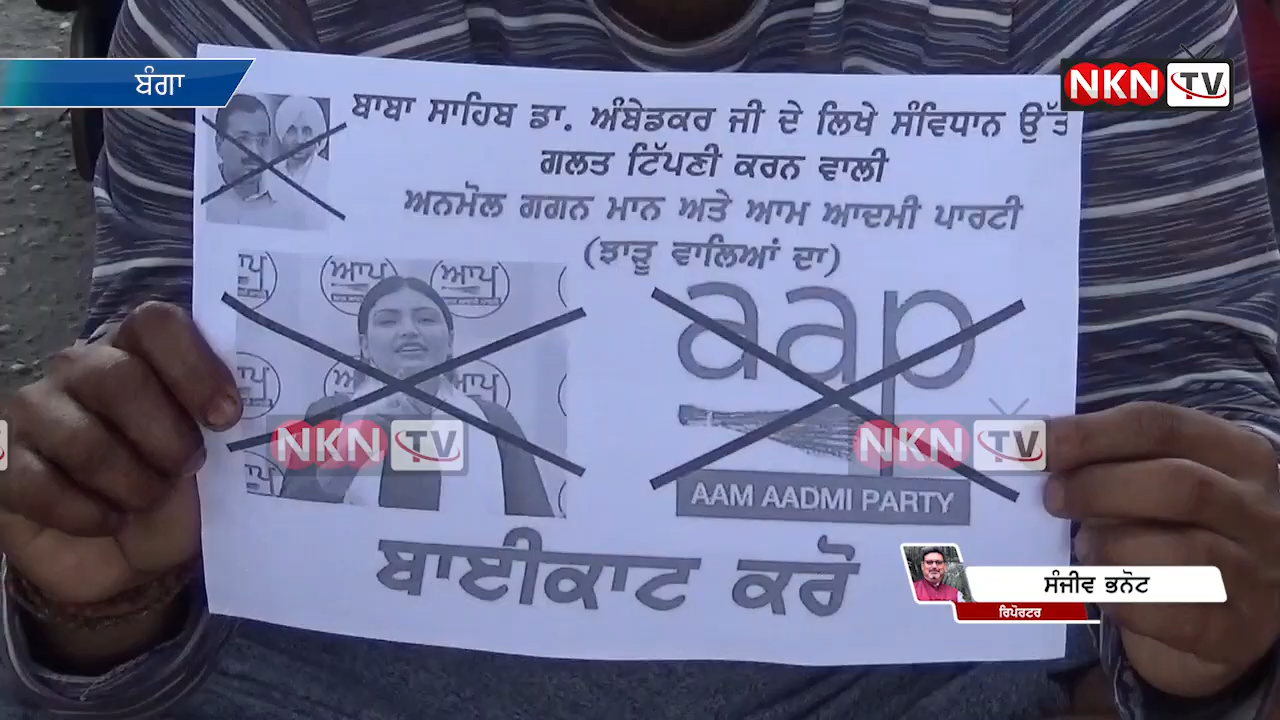 ਬੰਗਾ
NKN TV
ਬਾਬਾ ਸਾਹਿਬ ਡਾ. ਅੰਬੇਡਕਰ ਜੀ ਦੇ ਲਿਖੇ ਸੰਵਿਧਾਨ
ਗਲਤ ਟਿੱਪਣੀ ਕਰਨ ਵਾਲੀ
ਅਨਮੋਲ ਗਗਨ ਮਾਨ ਅਤੇ ਆਮ ਆਦਮੀ ਪਾਰਟੀ
(ਝਾੜੂ ਵਾਲਿਆਂ ਦਾ)
ਆਪ ਆਪ
aap
NKN TV NKN TV
AAM AADMI PARTY
ਬਾਈਕਾਟ ਕਰੋ
ਸੰਜੀਵ ਭਨੋਟ
ਰਿਪੋਰਟਰ